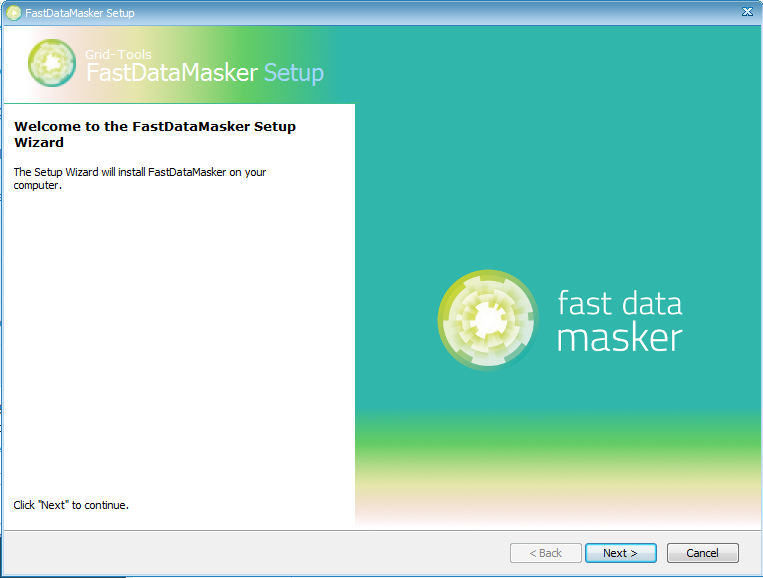 FastDataMasker Setup
Grid-Tools
FastDataMasker Setup
Welcome to the FastDataMasker Setup
Wizard
The Setup Wizard will install FastDataMasker on your
computer.
fast data
masker
Click "Next" to continue.
< Back
Next >
Cancel